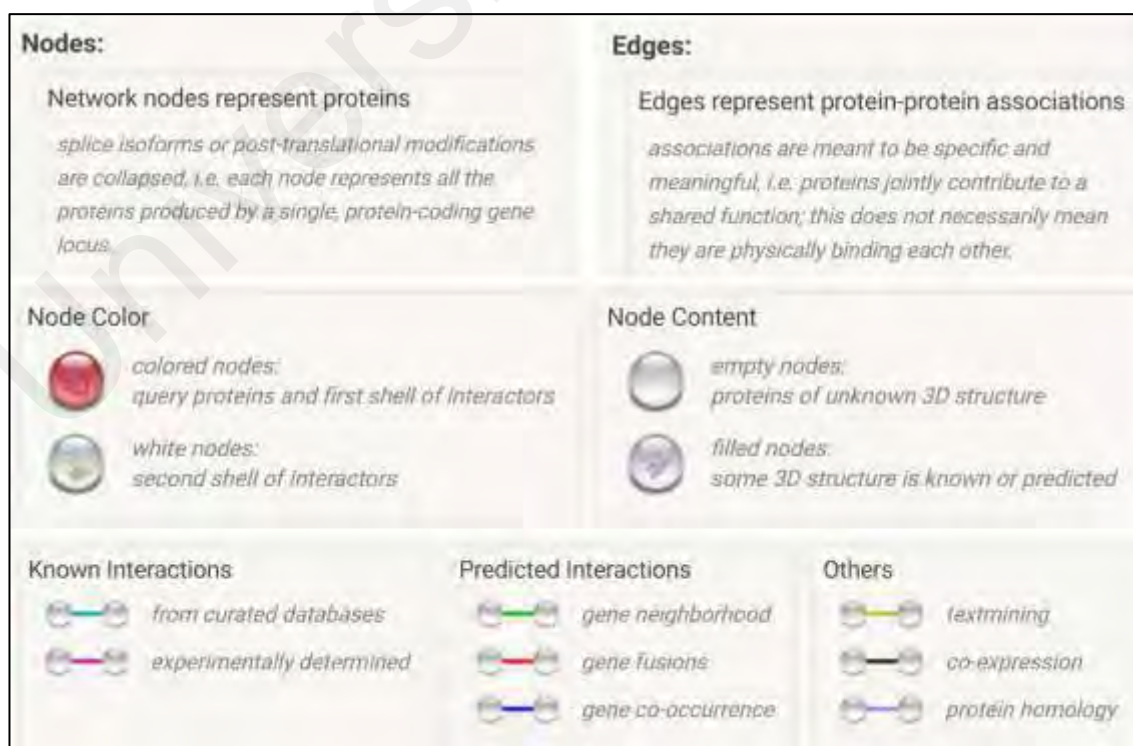 Nodes:
Network nodes represent proteins
splice isoforms or post-translational modifications
are collapsed, i.e. each node represents all the
proteins produced by a single, protein-coding gene
locus.
Edges:
Edges represent protein-protein associations
associations are meant to be specific and
meaningful, i.e. proteins jointly contribute to a
shared function; this does not necessarily mean
they are physically binding each other.
Node Color
colored nodes:
query proteins and first shell of interactors
white nodes:
second shell of interactors
Node Content
empty nodes:
proteins of unknown 3D structure
filled nodes:
some 3D structure is known or predicted
Known Interactions
from curated databases
experimentally determined
Predicted Interactions
gene neighborhood
gene fusions
gene co-occurrence
Others
textmining
co-expression
protein homology